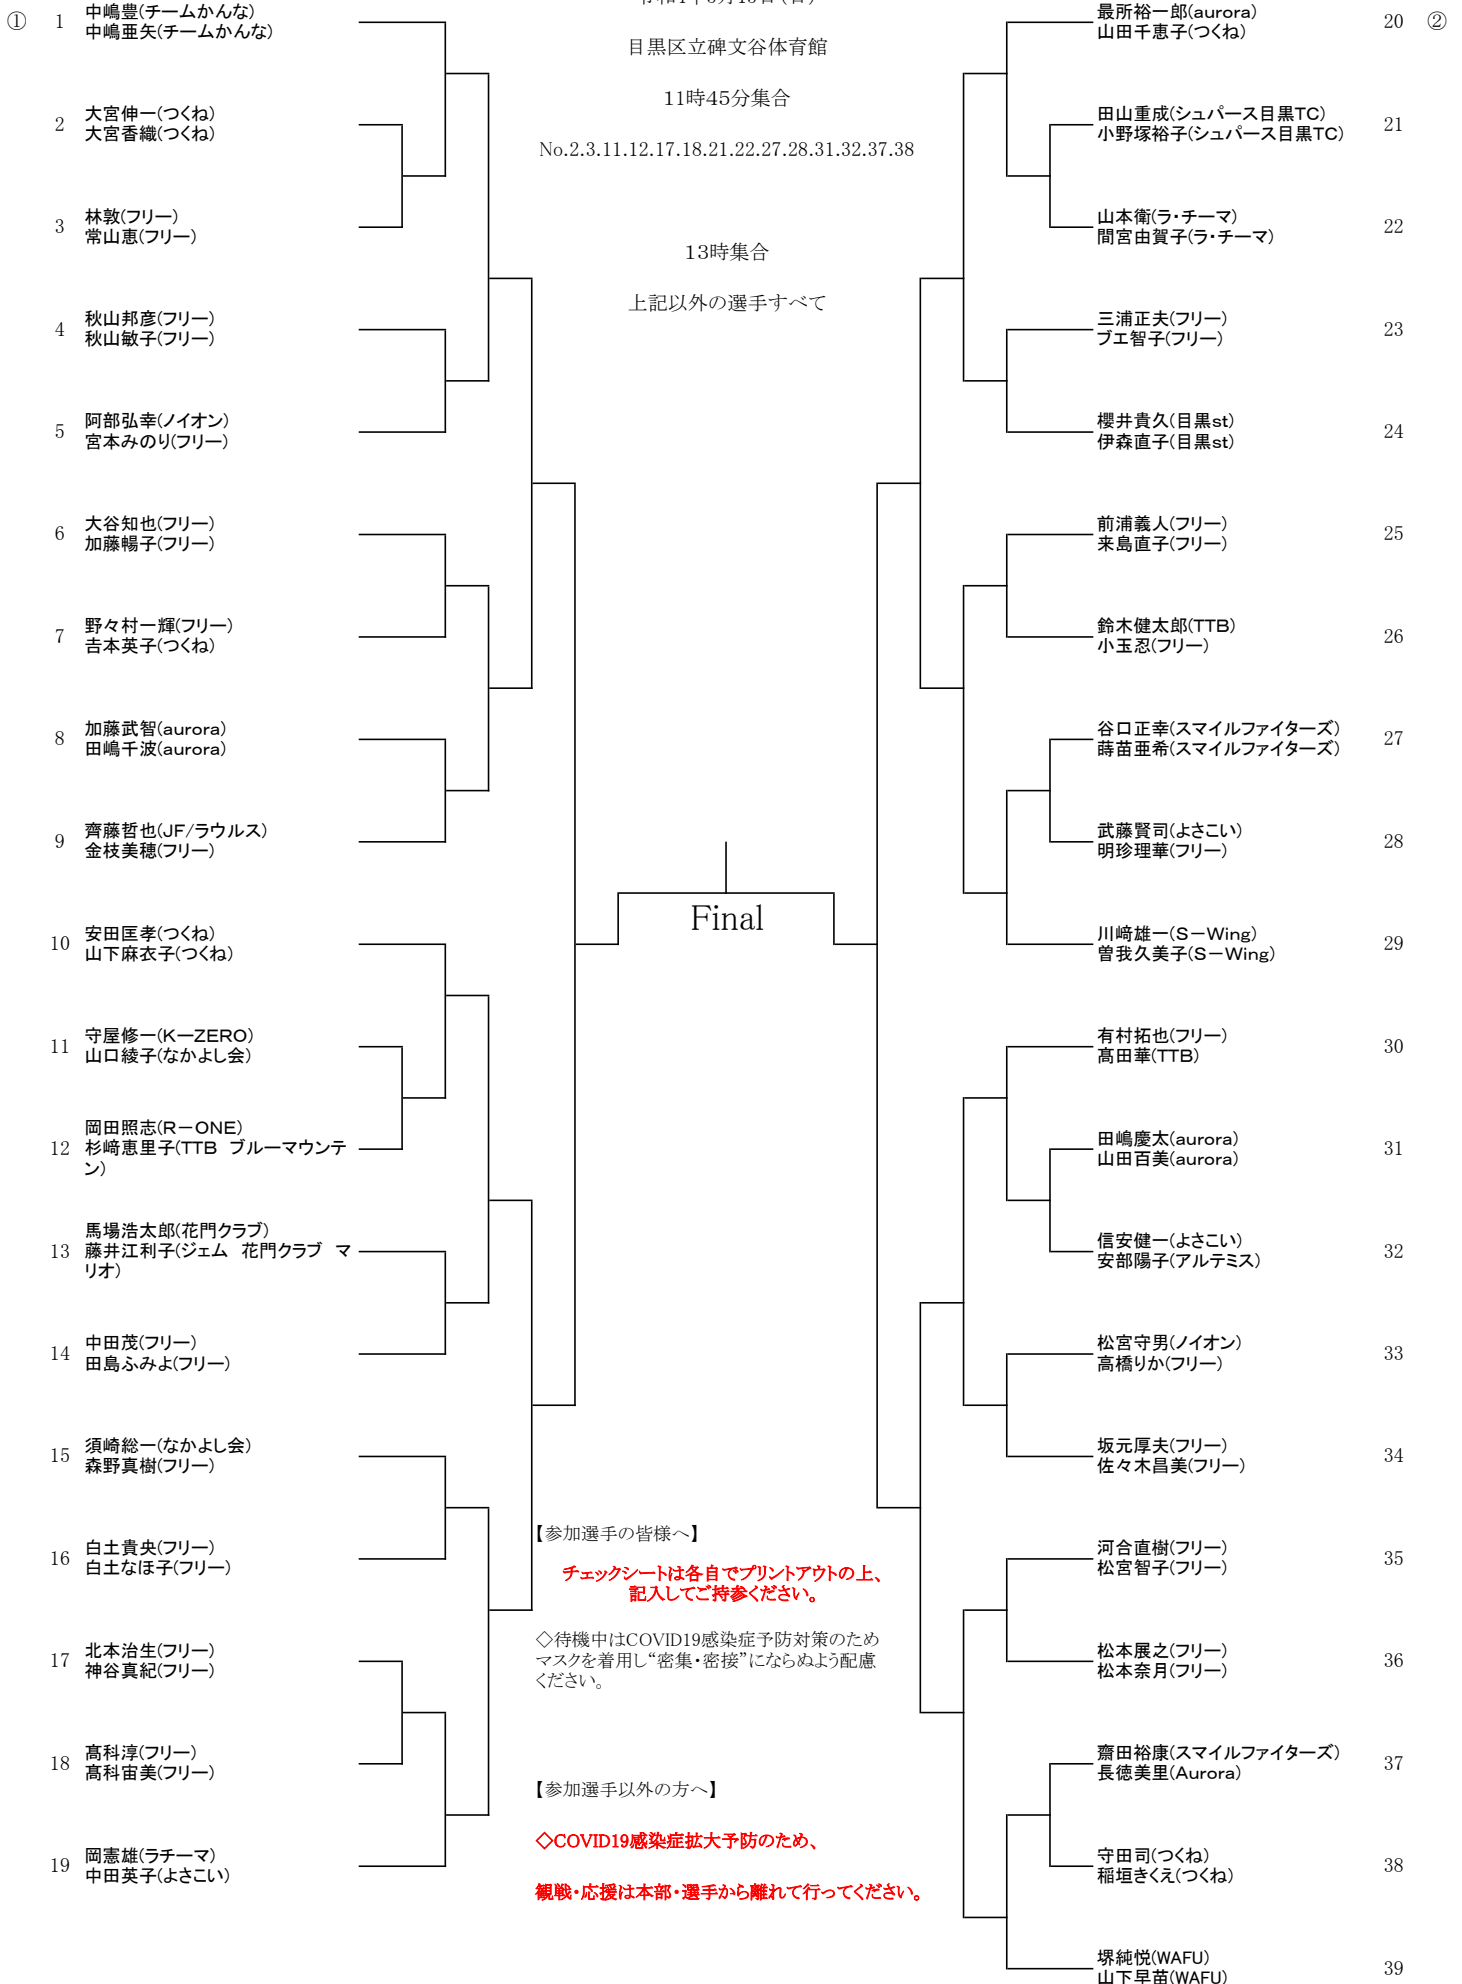 ①
1
中嶋豊(チームかんな)
中嶋亜矢(チームかんな)
2
大宮伸一(つくね)
大宮香織(つくね)
3
林敦(フリー)
常山恵(フリー)
4
秋山邦彦(フリー)
秋山敏子(フリー)
5
阿部弘幸(ノイオン)
宮本みのり(フリー)
6
大谷知也(フリー)
加藤暢子(フリー)
7
野々村一輝(フリー)
𠮷本英子(つくね)
8
加藤武智(aurora)
田嶋千波(aurora)
9
齊藤哲也(JF/ラウルス)
金枝美穂(フリー)
10
安田匡孝(つくね)
山下麻衣子(つくね)
11
守屋修一(K－ZERO)
山口綾子(なかよし会)
12
岡田照志(R－ONE)
杉﨑恵里子(TTB　ブルーマウンテ
ン)
13
馬場浩太郎(花門クラブ)
藤井江利子(ジェム　花門クラブ　マ
リオ)
14
中田茂(フリー)
田島ふみよ(フリー)
15
須崎総一(なかよし会)
森野真樹(フリー)
16
白土貴央(フリー)
白土なほ子(フリー)
17
北本治生(フリー)
神谷真紀(フリー)
18
髙科淳(フリー)
髙科宙美(フリー)
19
岡憲雄(ラチーマ)
中田英子(よさこい)
目黒区立碑文谷体育館
11時45分集合
No.2.3.11.12.17.18.21.22.27.28.31.32.37.38
13時集合
上記以外の選手すべて
Final
【参加選手の皆様へ】
チェックシートは各自でプリントアウトの上、
記入してご持参ください。
◇待機中はCOVID19感染症予防対策のため
マスクを着用し“密集・密接”にならぬよう配慮
ください。
【参加選手以外の方へ】
◇COVID19感染症拡大予防のため、
観戦・応援は本部・選手から離れて行ってください。
最所裕一郎(aurora)
山田千恵子(つくね)
20
②
田山重成(シュパース目黒TC)
小野塚裕子(シュパース目黒TC)
21
山本衛(ラ・チーマ)
間宮由賀子(ラ・チーマ)
22
三浦正夫(フリー)
ブエ智子(フリー)
23
櫻井貴久(目黒st)
伊森直子(目黒st)
24
前浦義人(フリー)
来島直子(フリー)
25
鈴木健太郎(TTB)
小玉忍(フリー)
26
谷口正幸(スマイルファイターズ)
蒔苗亜希(スマイルファイターズ)
27
武藤賢司(よさこい)
明珍理華(フリー)
28
川﨑雄一(S－Wing)
曽我久美子(S－Wing)
29
有村拓也(フリー)
髙田華(TTB)
30
田嶋慶太(aurora)
山田百美(aurora)
31
信安健一(よさこい)
安部陽子(アルテミス)
32
松宮守男(ノイオン)
高橋りか(フリー)
33
坂元厚夫(フリー)
佐々木昌美(フリー)
34
河合直樹(フリー)
松宮智子(フリー)
35
松本展之(フリー)
松本奈月(フリー)
36
齋田裕康(スマイルファイターズ)
長徳美里(Aurora)
37
守田司(つくね)
稲垣きくえ(つくね)
38
堺純悦(WAFU)
山下早苗(WAFU)
39